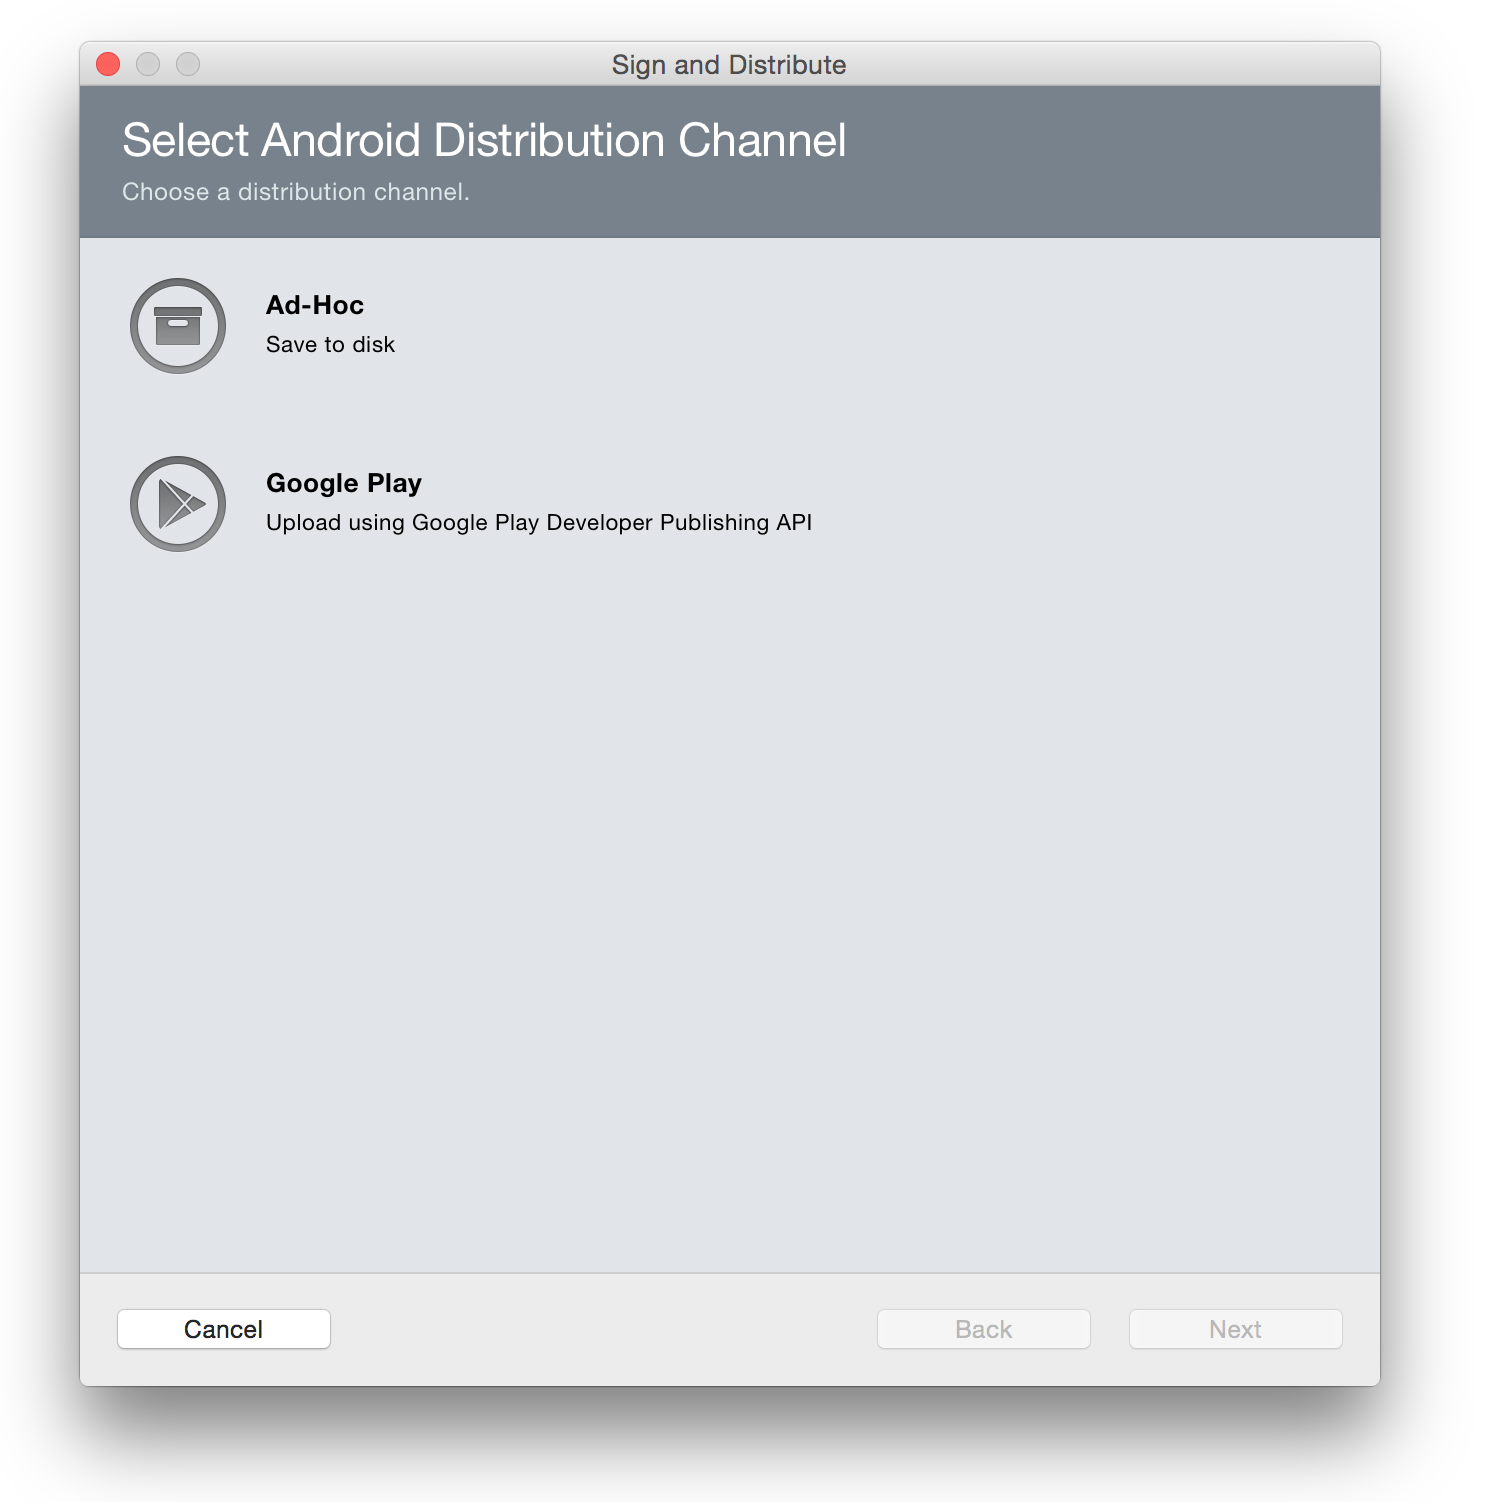 Sign and Distribute
Select Android Distribution Channel
Choose a distribution channel.
Ad-Hoc
Save to disk
Google Play
Upload using Google Play Developer Publishing API
Cancel
Back
Next